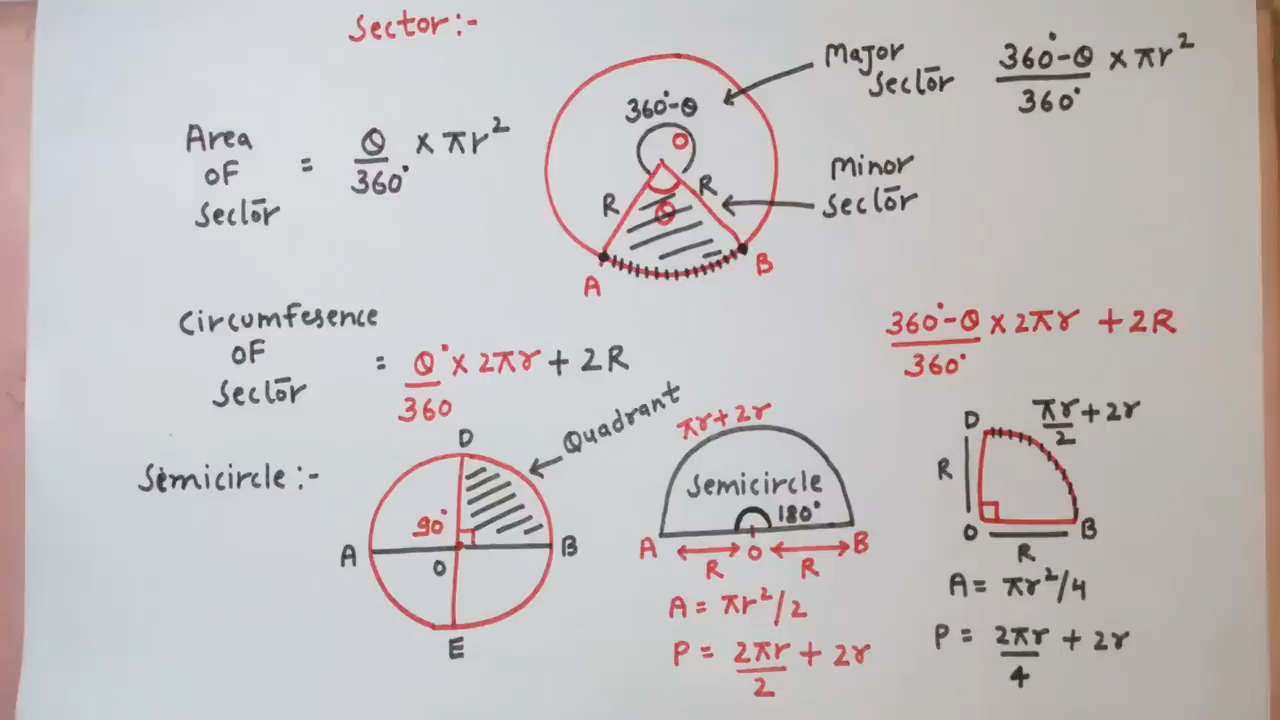 Sector:-
Area
OF
Sector
= θ/360° × πr²
360°-θ
θ
R
R
θ
A
B
Major
Sector
360°-θ/360° × πr²
Minor
Sector
Circumfesence
OF
Sector
= θ°/360 × 2πr + 2R
360°-θ/360° × 2πr + 2R
Semicircle:-
D
Quadrant
90°
A
B
O
E
πr+2r
Semicircle
180°
A
O
B
R
R
A = πr²/2
P = 2πr/2 + 2r
D
πr/2 + 2r
R
O
B
R
A = πr²/4
P = 2πr/4 + 2r